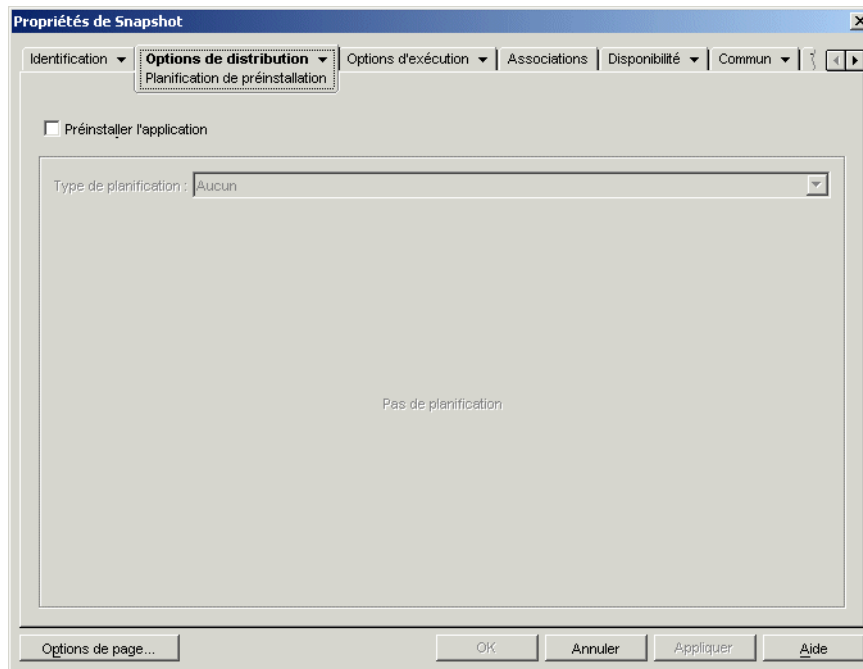 Propriétés de Snapshot
Identification Options de distribution Options d'exécution Associations Disponibilité Commun
Planification de préinstallation
Préinstaller l'application
Type de planification : Aucun
Pas de planification
Options de page... OK Annuler Appliquer Aide